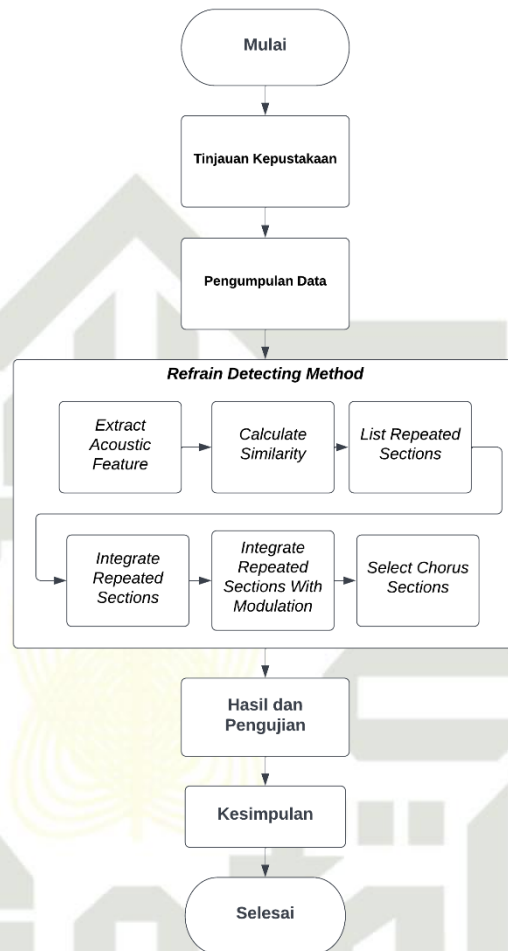 Mulai
Tinjauan Kepustakaan
Pengumpulan Data
Refrain Detecting Method
Extract
Acoustic
Feature
Calculate
Similarity
List Repeated
Sections
Integrate
Repeated
Sections
Integrate
Repeated
Sections With
Modulation
Select Chorus
Sections
Hasil dan
Pengujian
Kesimpulan
Selesai